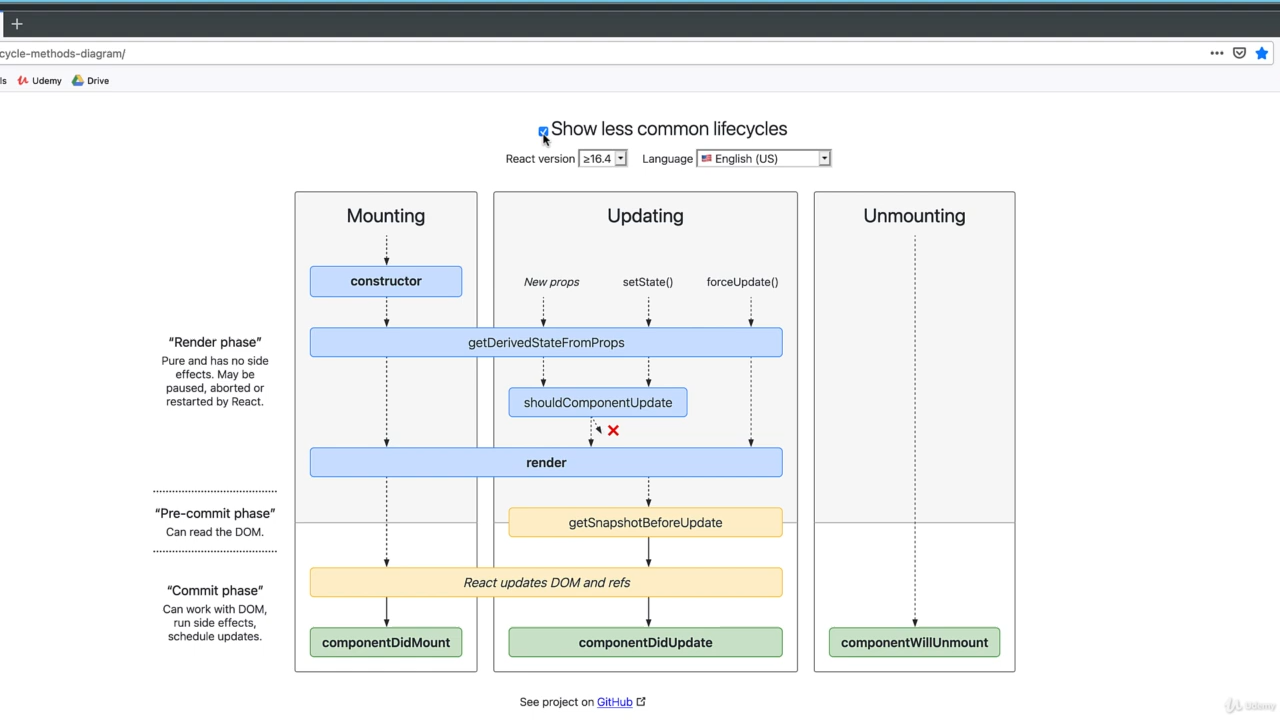 cycle-methods-diagram/
ls Udemy Drive
Show less common lifecycles
React version ≥16.4 Language English (US)
Mounting
Updating
Unmounting
constructor
New props
setState()
forceUpdate()
"Render phase"
Pure and has no side
effects. May be
paused, aborted or
restarted by React.
getDerivedStateFromProps
shouldComponentUpdate
render
"Pre-commit phase"
Can read the DOM.
getSnapshotBeforeUpdate
"Commit phase"
Can work with DOM,
run side effects,
schedule updates.
React updates DOM and refs
componentDidMount
componentDidUpdate
componentWillUnmount
See project on GitHub
Udemy